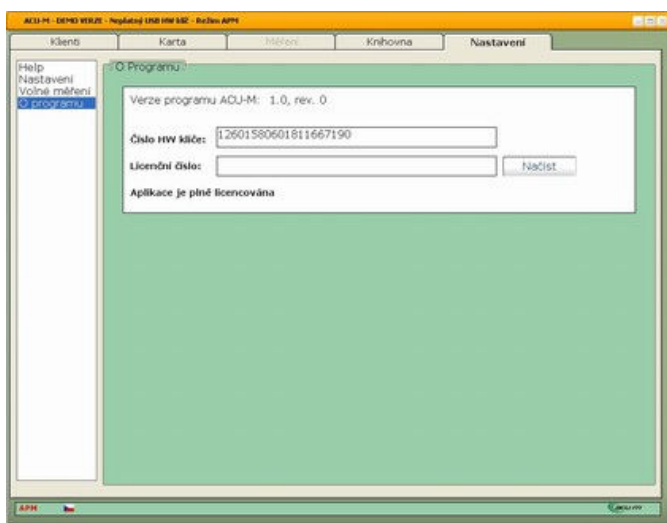 ACU-M - DEMO VERZE - Neplatný USB HW klíč - Režim APM
Klienti Karta Měření Knihovna Nastavení
Help
Nastavení
Volné měření
O programu
O Programu
Verze programu ACU-M: 1.0, rev. 0
Číslo HW klíče: 12601580601811667190
Licenční číslo: Načíst
Aplikace je plně licencována
APM acu m